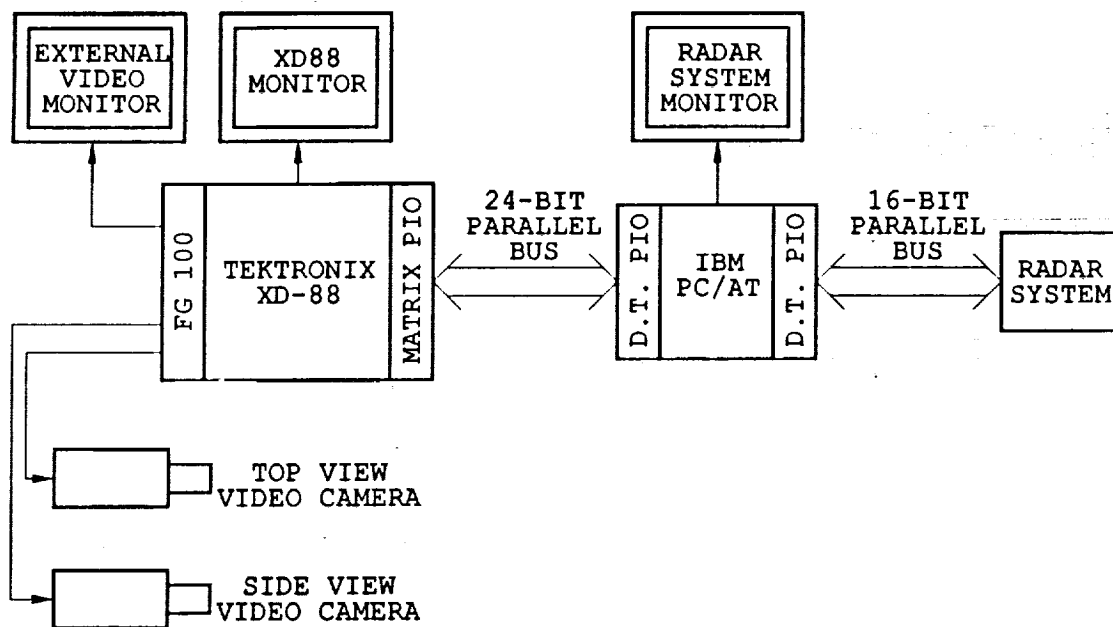 EXTERNAL
VIDEO
MONITOR
XD88
MONITOR
RADAR
SYSTEM
MONITOR
FG 100
TEKTRONIX
XD-88
MATRIX PIO
24-BIT
PARALLEL
BUS
D.T. PIO
IBM
PC/AT
D.T. PIO
16-BIT
PARALLEL
BUS
RADAR
SYSTEM
TOP VIEW
VIDEO CAMERA
SIDE VIEW
VIDEO CAMERA